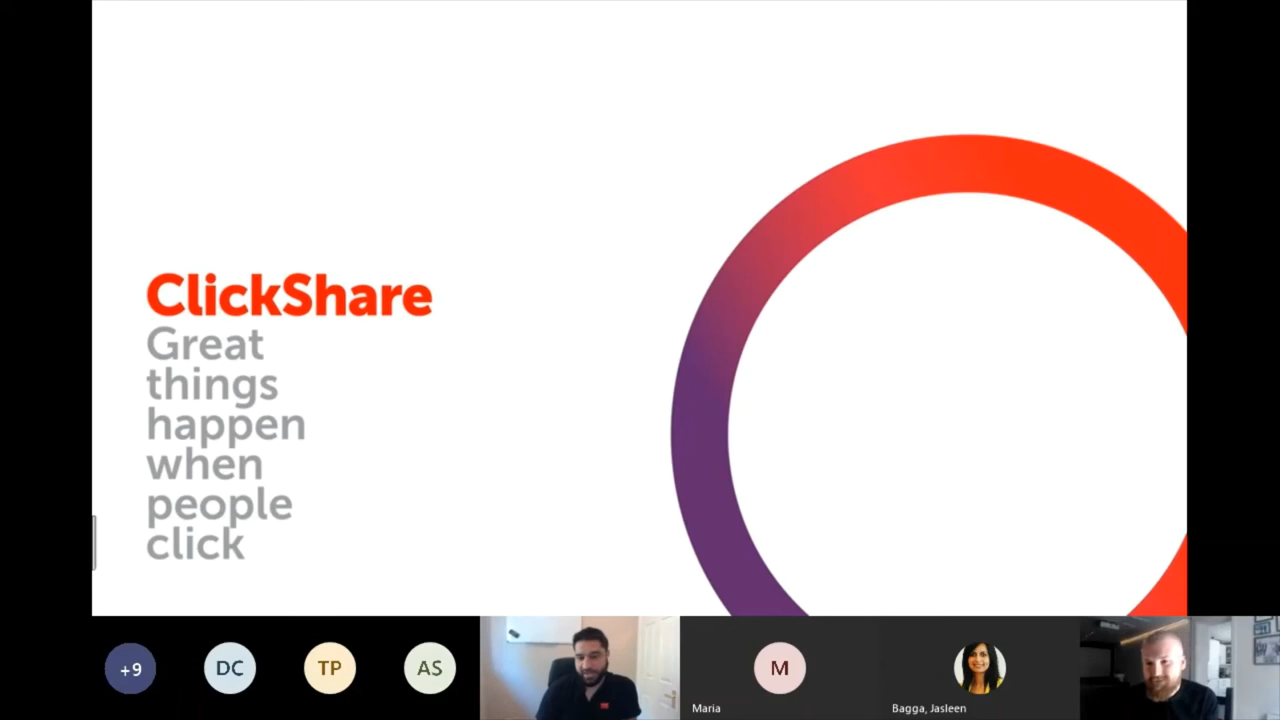 ClickShare
Great
things
happen
when
people
click
+9
DC
TP
AS
M
Maria
Bagga, Jasleen